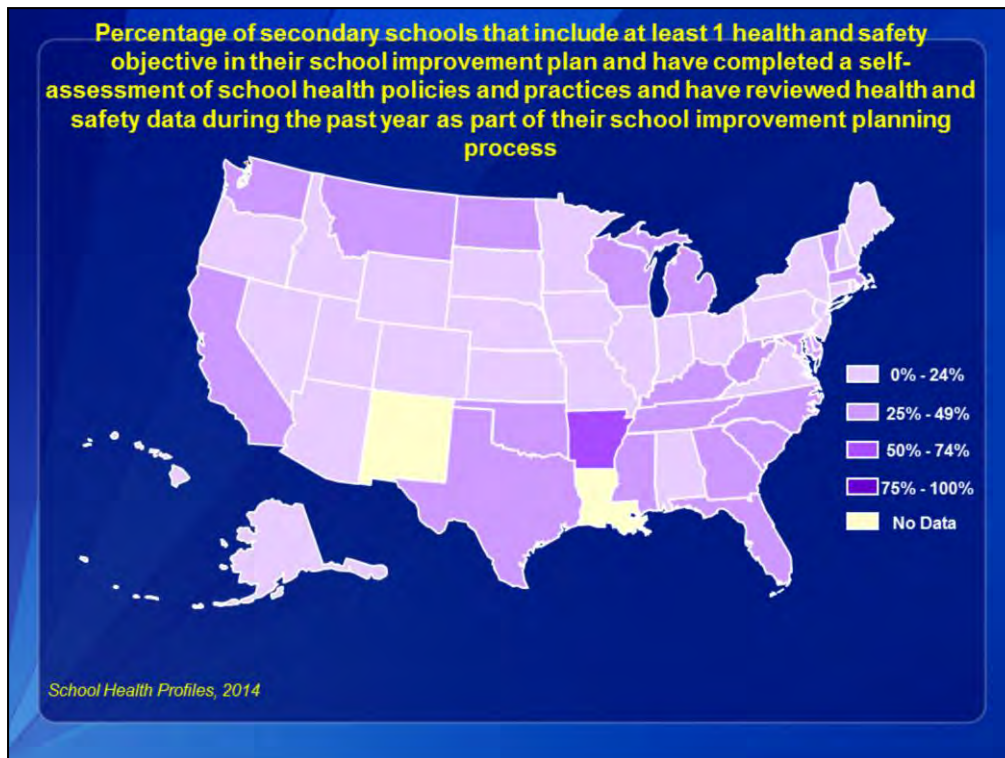 Percentage of secondary schools that include at least 1 health and safety
objective in their school improvement plan and have completed a self-
assessment of school health policies and practices and have reviewed health and
safety data during the past year as part of their school improvement planning
process
0% - 24%
25% - 49%
50% - 74%
75% - 100%
No Data
School Health Profiles, 2014